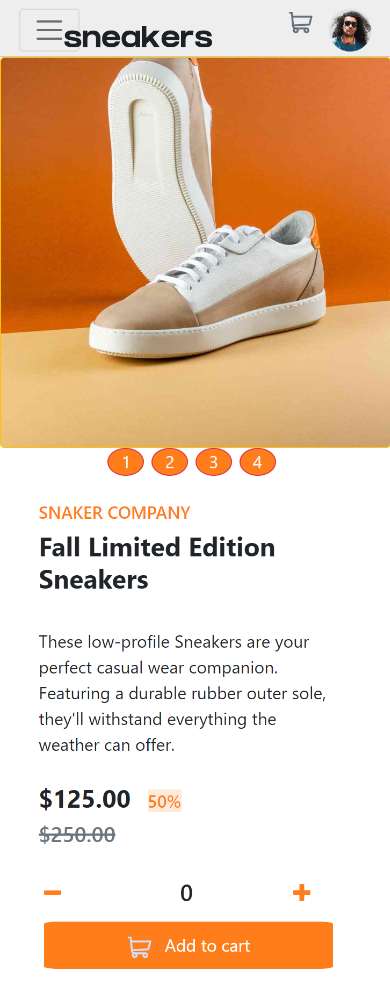 sneakers
1 2 3 4
SNAKER COMPANY
Fall Limited Edition
Sneakers
These low-profile Sneakers are your
perfect casual wear companion.
Featuring a durable rubber outer sole,
they'll withstand everything the
weather can offer.
$125.00 50%
$250.00
0
Add to cart